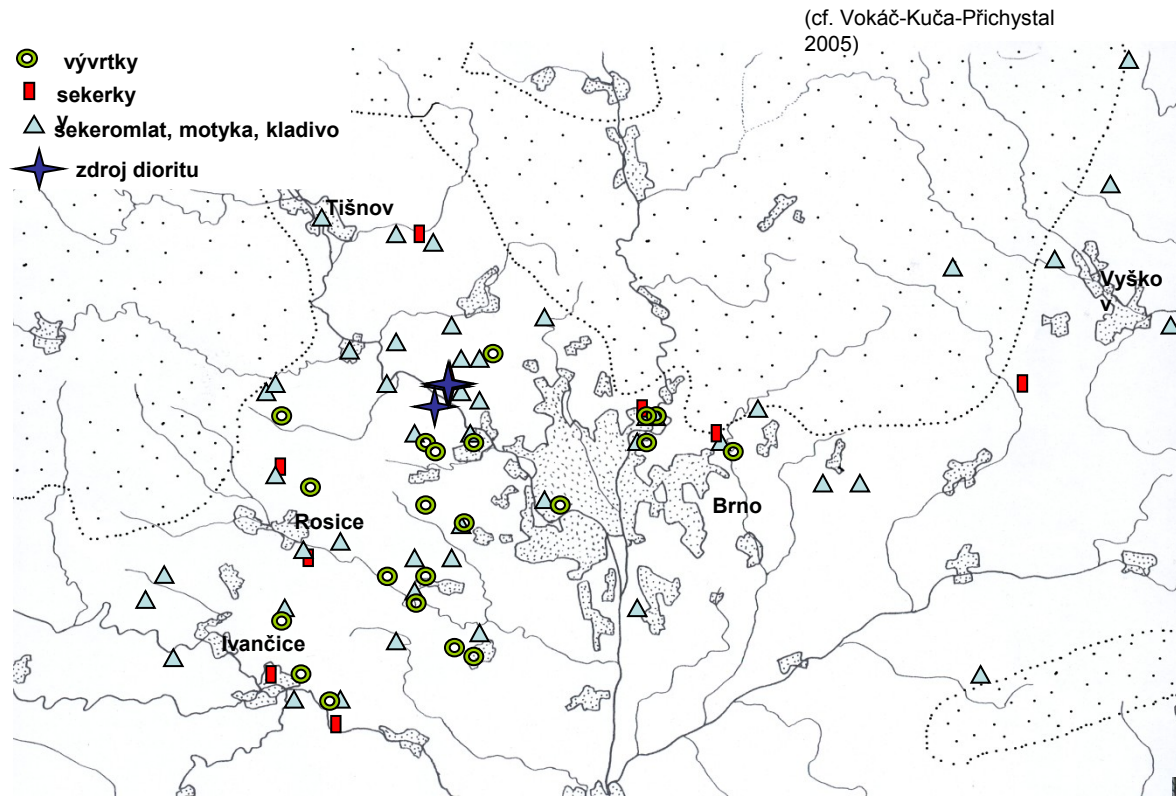 (cf. Vokáč-Kuča-Přichystal
2005)
vývrtky
sekerky
v
sekeromlat, motyka, kladivo
zdroj dioritu
Tišnov
Vyško
v
Brno
Rosice
Ivančice